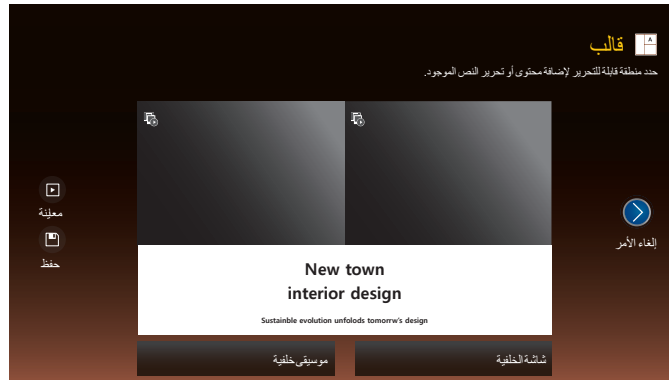 قالب
حدد منطقة قابلة للتحرير لإضافة محتوى أو تحرير النص الموجود.
إلغاء الأمر
New town
interior design
Sustainble evolution unfolods tomorrw's design
شاشة الخلفية
موسيقى خلفية
معاينة
حفظ